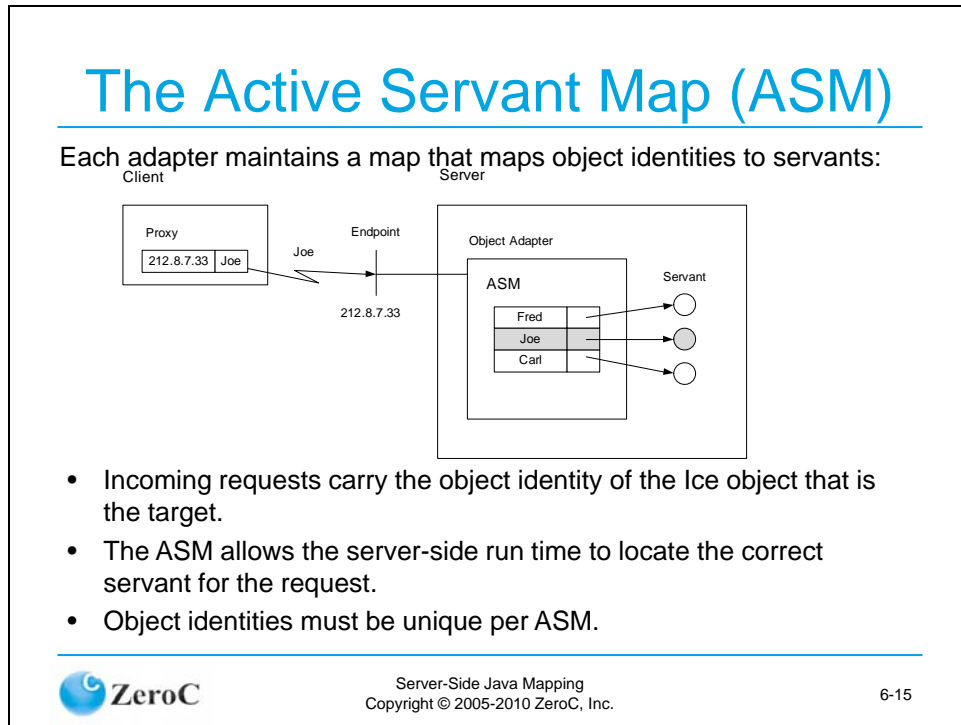 The Active Servant Map (ASM)
Each adapter maintains a map that maps object identities to servants:
Client
Server
Proxy
212.8.7.33 Joe
Joe
Endpoint
212.8.7.33
Object Adapter
ASM
Servant
Fred
Joe
Carl
• Incoming requests carry the object identity of the Ice object that is
the target.
• The ASM allows the server-side run time to locate the correct
servant for the request.
• Object identities must be unique per ASM.
ZeroC
Server-Side Java Mapping
Copyright © 2005-2010 ZeroC, Inc.
6-15